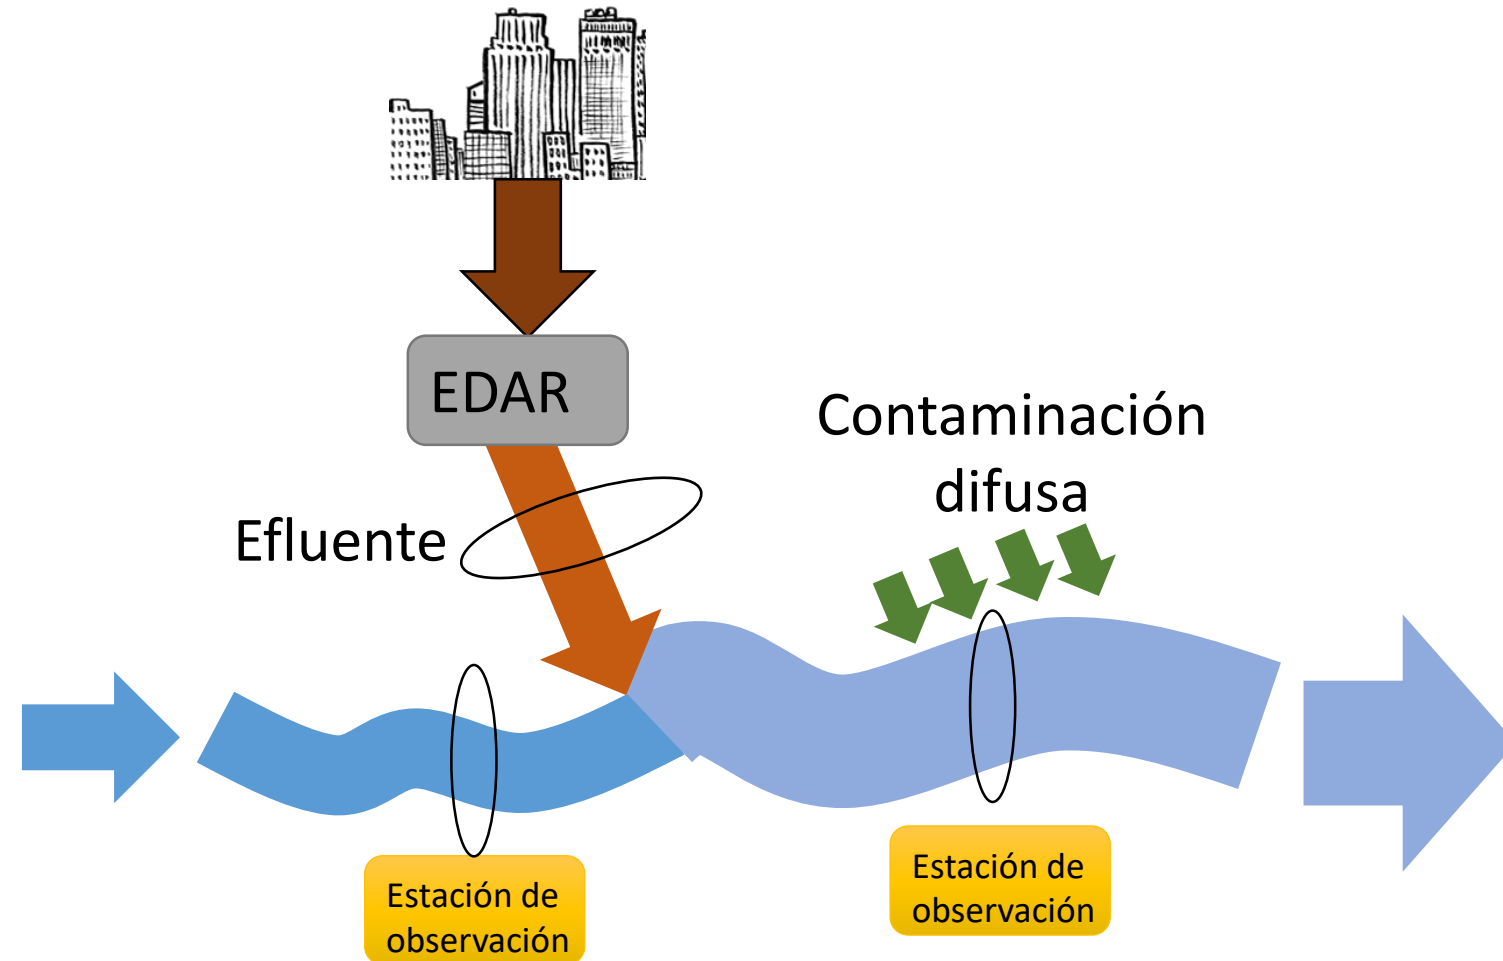 EDAR
Contaminación
difusa
Efluente
Estación de
observación
Estación de
observación